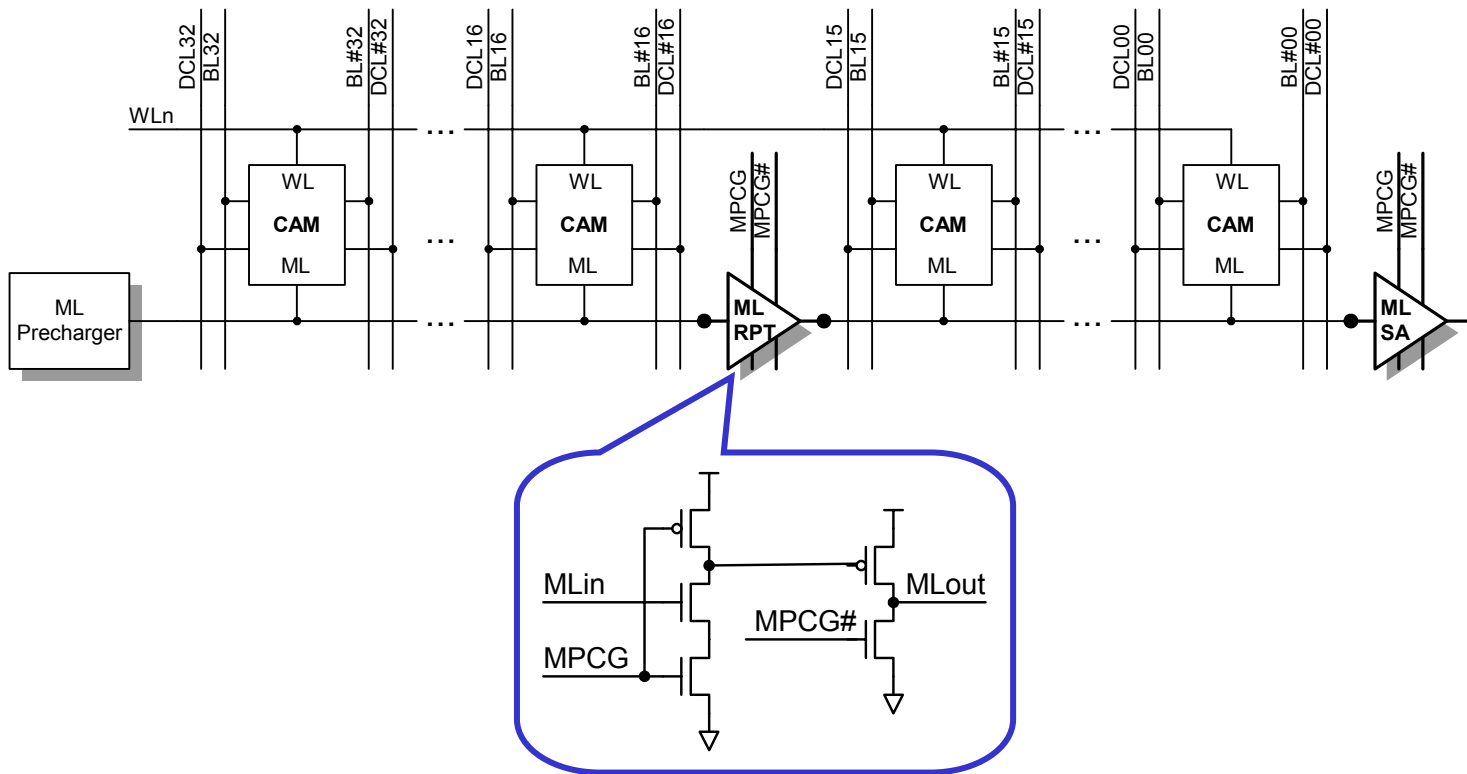 DCL32
BL32
BL#32
DCL#32
DCL16
BL16
BL#16
DCL#16
DCL15
BL15
BL#15
DCL#15
DCL00
BL00
BL#00
DCL#00
WLn
...
...
WL
CAM
ML
...
WL
CAM
ML
MPCG
MPCG#
WL
CAM
ML
...
WL
CAM
ML
MPCG
MPCG#
ML
Precharger
...
ML
RPT
...
ML
SA
MLin
MLout
MPCG#
MPCG